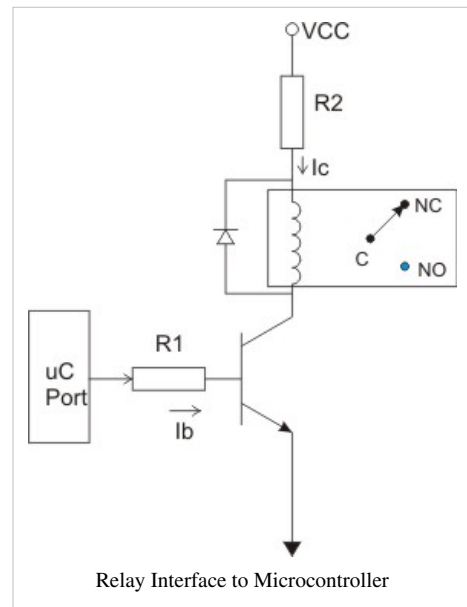 VCC
R2
Ic
NC
C
NO
R1
uC
Port
Ib
Relay Interface to Microcontroller